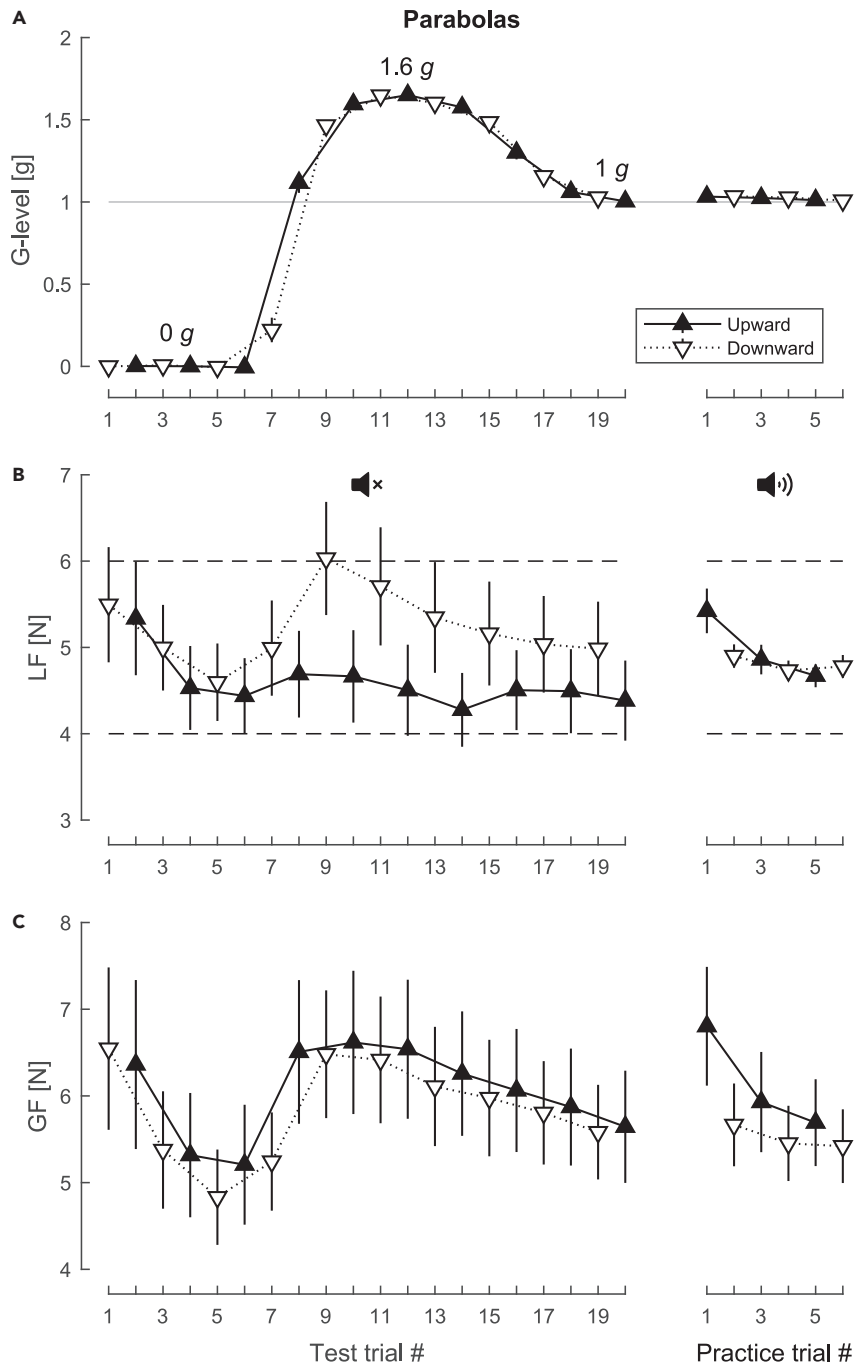 A
Parabolas
2
1.5
1
0.5
0
G-level [g]
1.6 g
1 g
0 g
Upward
Downward
1 3 5 7 9 11 13 15 17 19 1 3 5
B
7
6
5
4
3
LF [N]
1 3 5 7 9 11 13 15 17 19 1 3 5
C
8
7
6
5
4
GF [N]
1 3 5 7 9 11 13 15 17 19 1 3 5
Test trial # Practice trial #